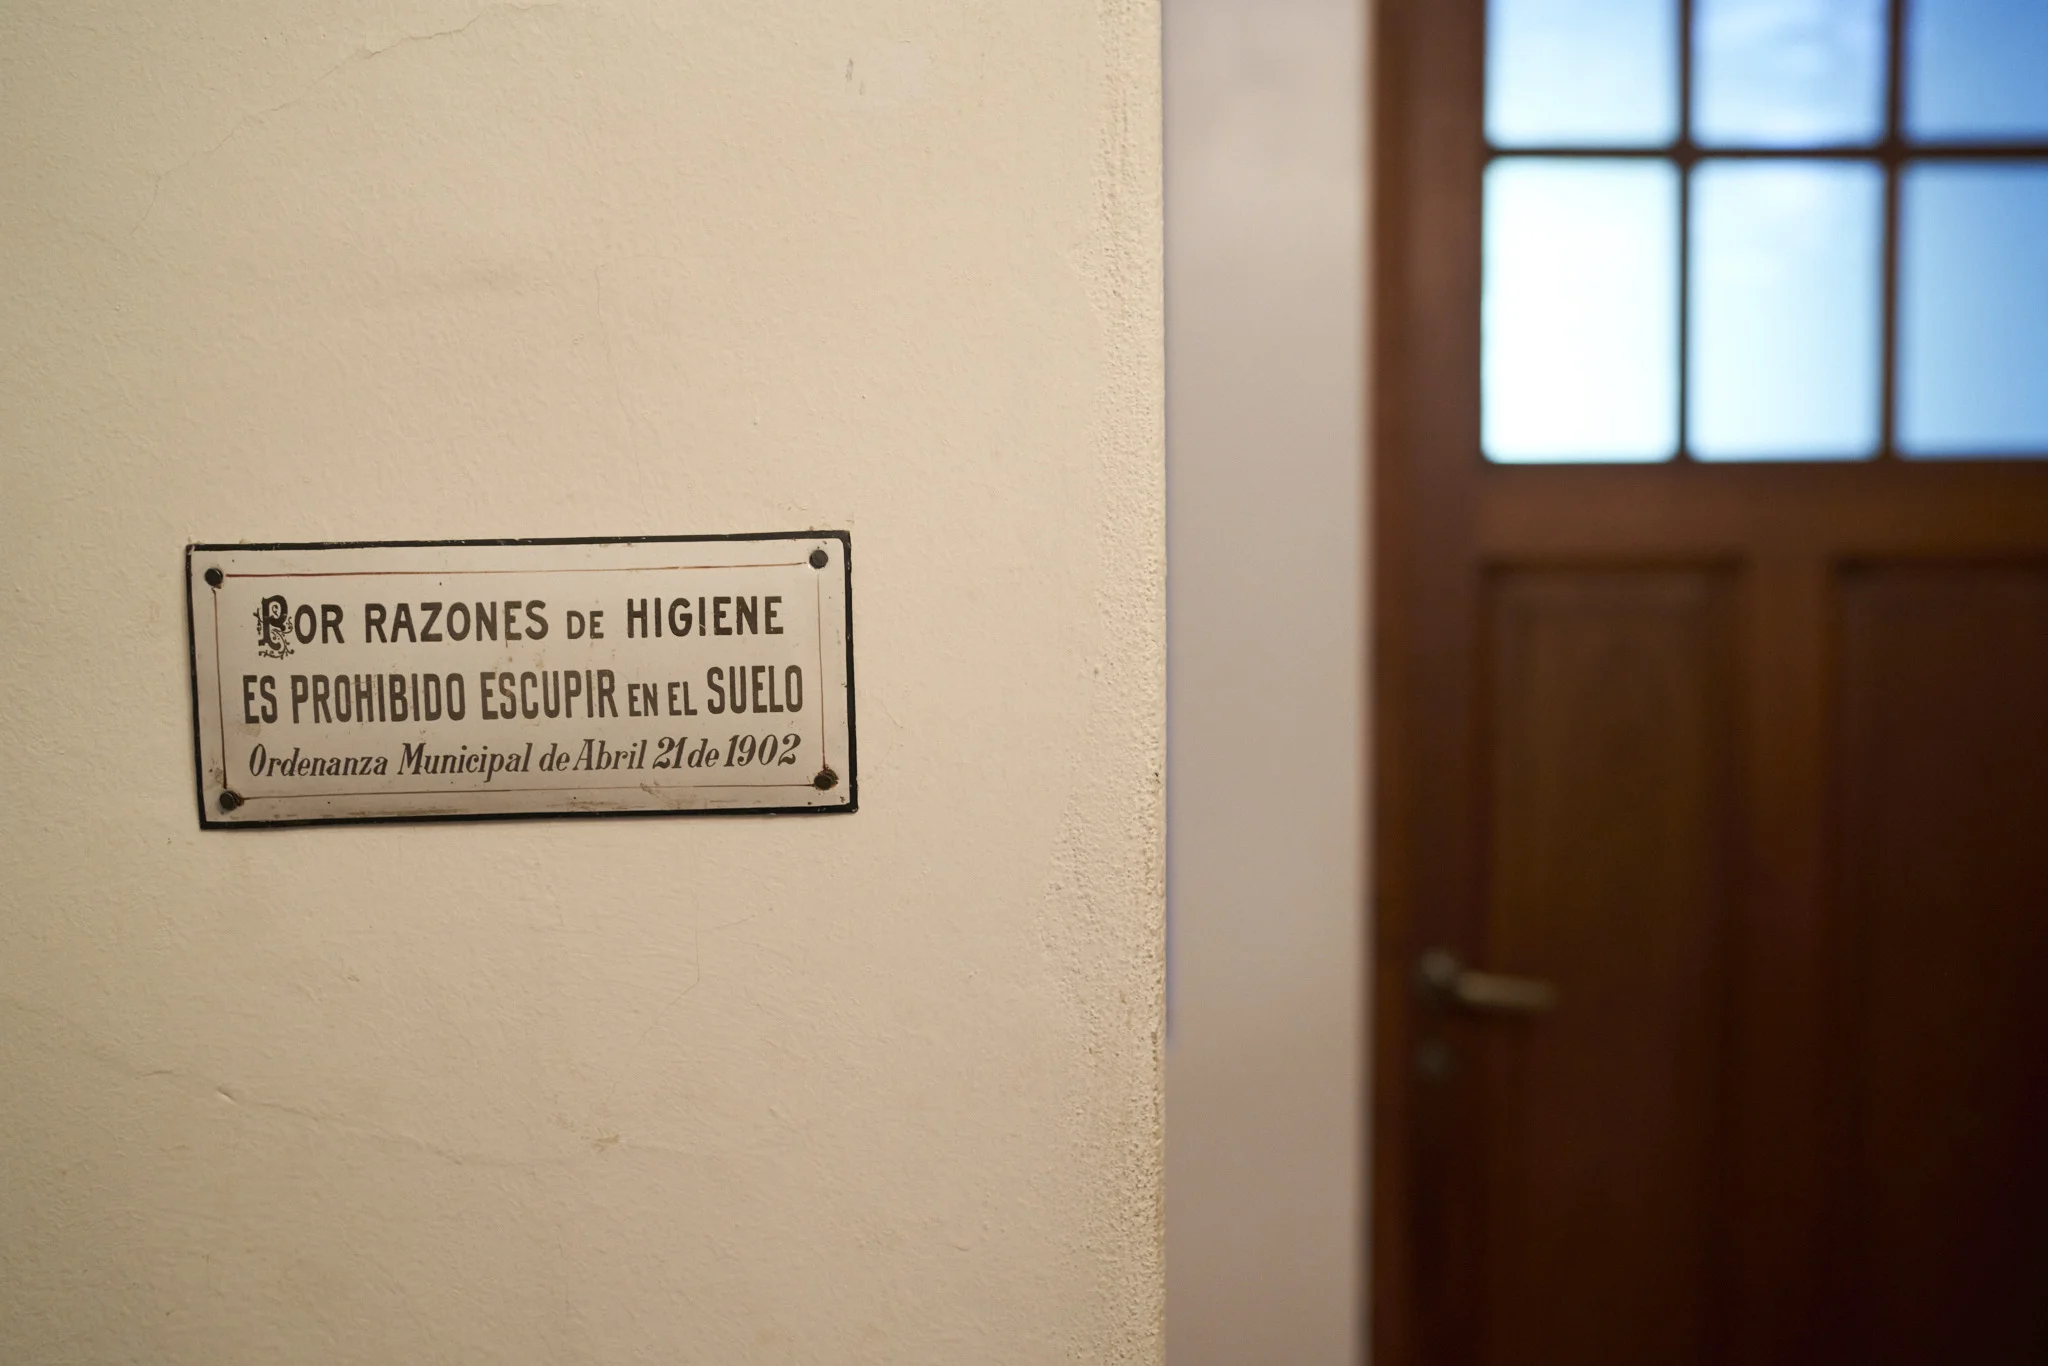 POR RAZONES DE HIGIENE
ES PROHIBIDO ESCUPIR EN EL SUELO
Ordenanza Municipal de Abril 21 de 1902